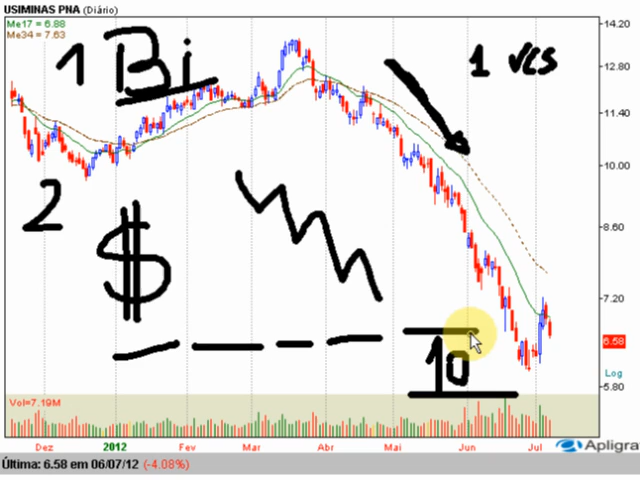 USIMINAS PNA (Diário)
Me17 = 6.88
Me34 = 7.63
1 Bi
1 VCS
2
$
10
14.20
12.80
11.40
10.00
8.60
7.20
6.58
Log
5.80
Vol=7.19M
Dez 2012 Fev Mar Abr Mai Jun Jul
Apligraf
Última: 6.58 em 06/07/12 (-4.08%)